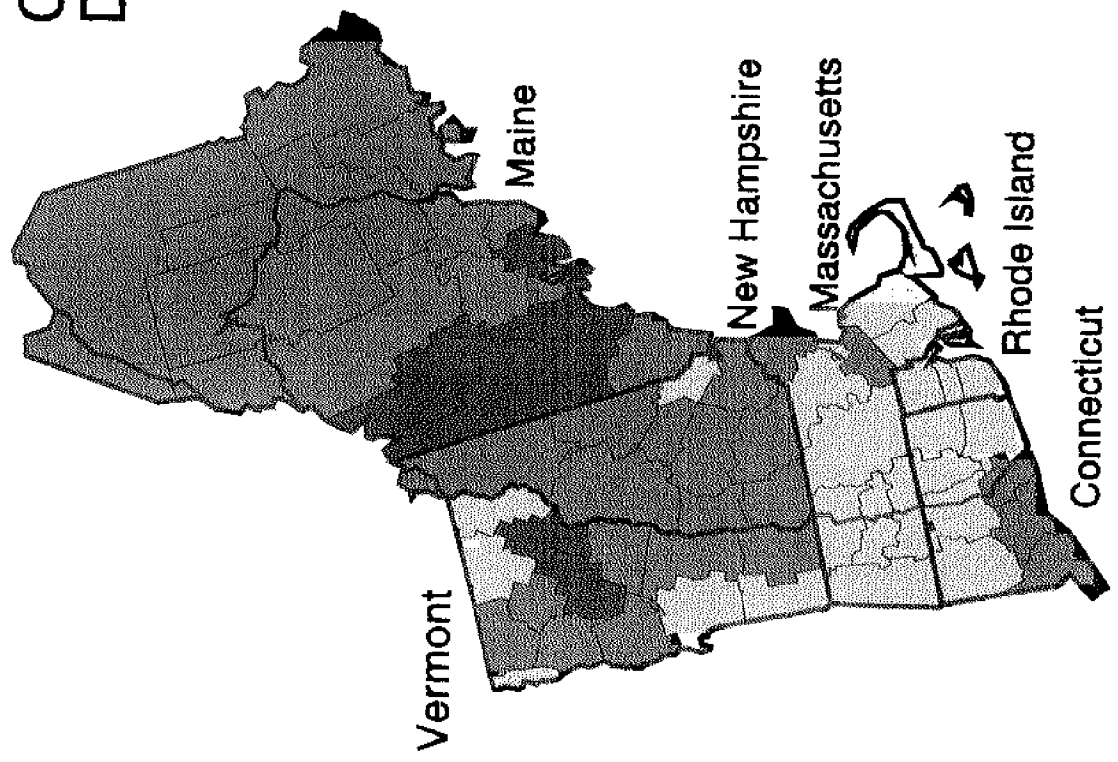 Vermont
Maine
New Hampshire
Massachusetts
Rhode Island
Connecticut